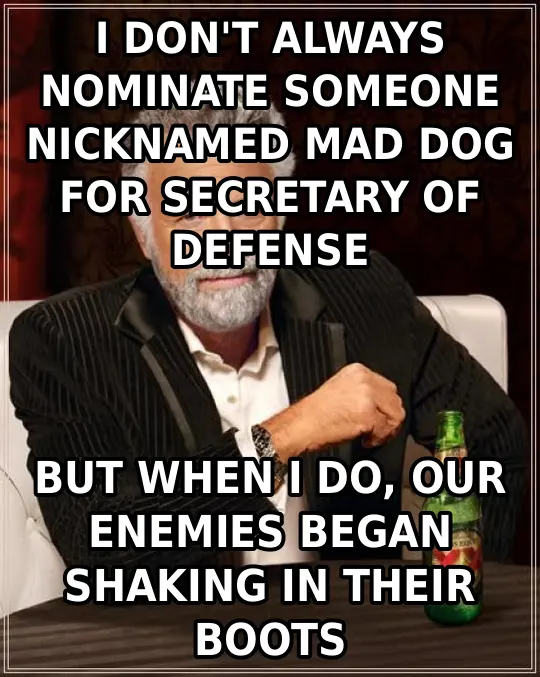 I DON'T ALWAYS
NOMINATE SOMEONE
NICKNAMED MAD DOG
FOR SECRETARY OF
DEFENSE
BUT WHEN I DO, OUR
ENEMIES BEGAN
SHAKING IN THEIR
BOOTS